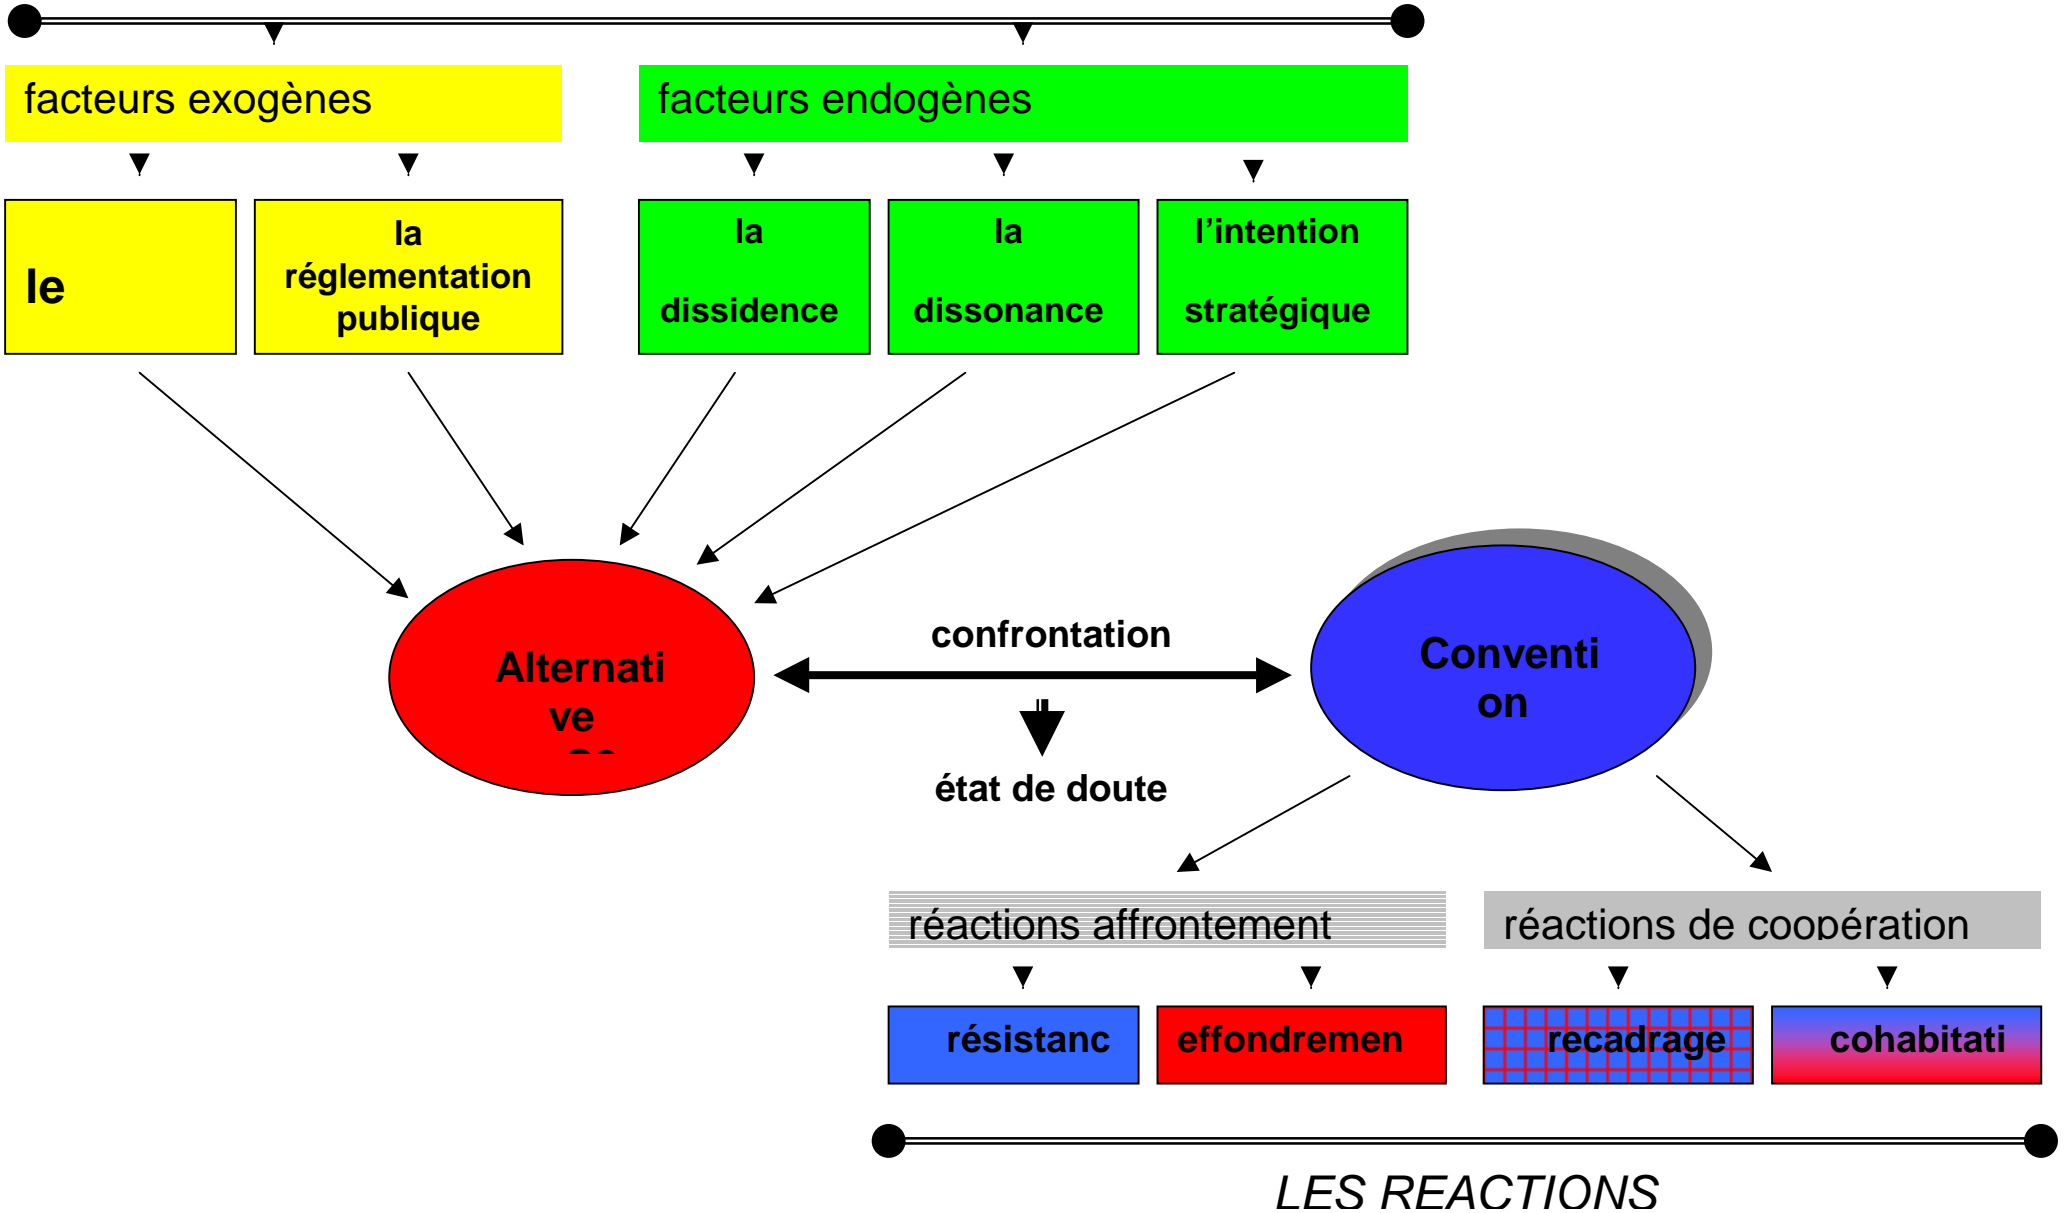 facteurs exogènes
facteurs endogènes
le
la
réglementation
publique
la
dissidence
la
dissonance
l’intention
stratégique
Alternati
ve
confrontation
état de doute
Conventi
on
réactions affrontement
réactions de coopération
résistanc
effondremen
recadrage
cohabitati
LES REACTIONS